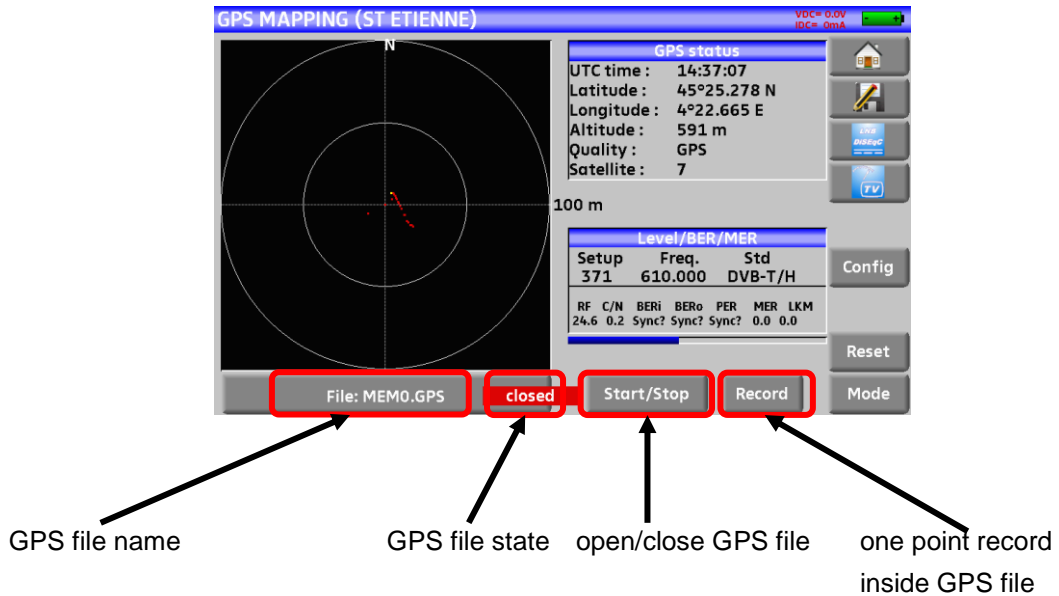 GPS MAPPING (ST ETIENNE)
VDC= 0.0V
IDC= 0mA
N
100 m
GPS status
UTC time : 14:37:07
Latitude : 45°25.278 N
Longitude : 4°22.665 E
Altitude : 591 m
Quality : GPS
Satellite : 7
Level/BER/MER
Setup Freq. Std
371 610.000 DVB-T/H
RF C/N BERi BERo PER MER LKM
24.6 0.2 Sync? Sync? Sync? 0.0 0.0
LNB
DiSEqC
TV
Config
Reset
File: MEM0.GPS closed Start/Stop Record Mode
GPS file name GPS file state open/close GPS file one point record
inside GPS file